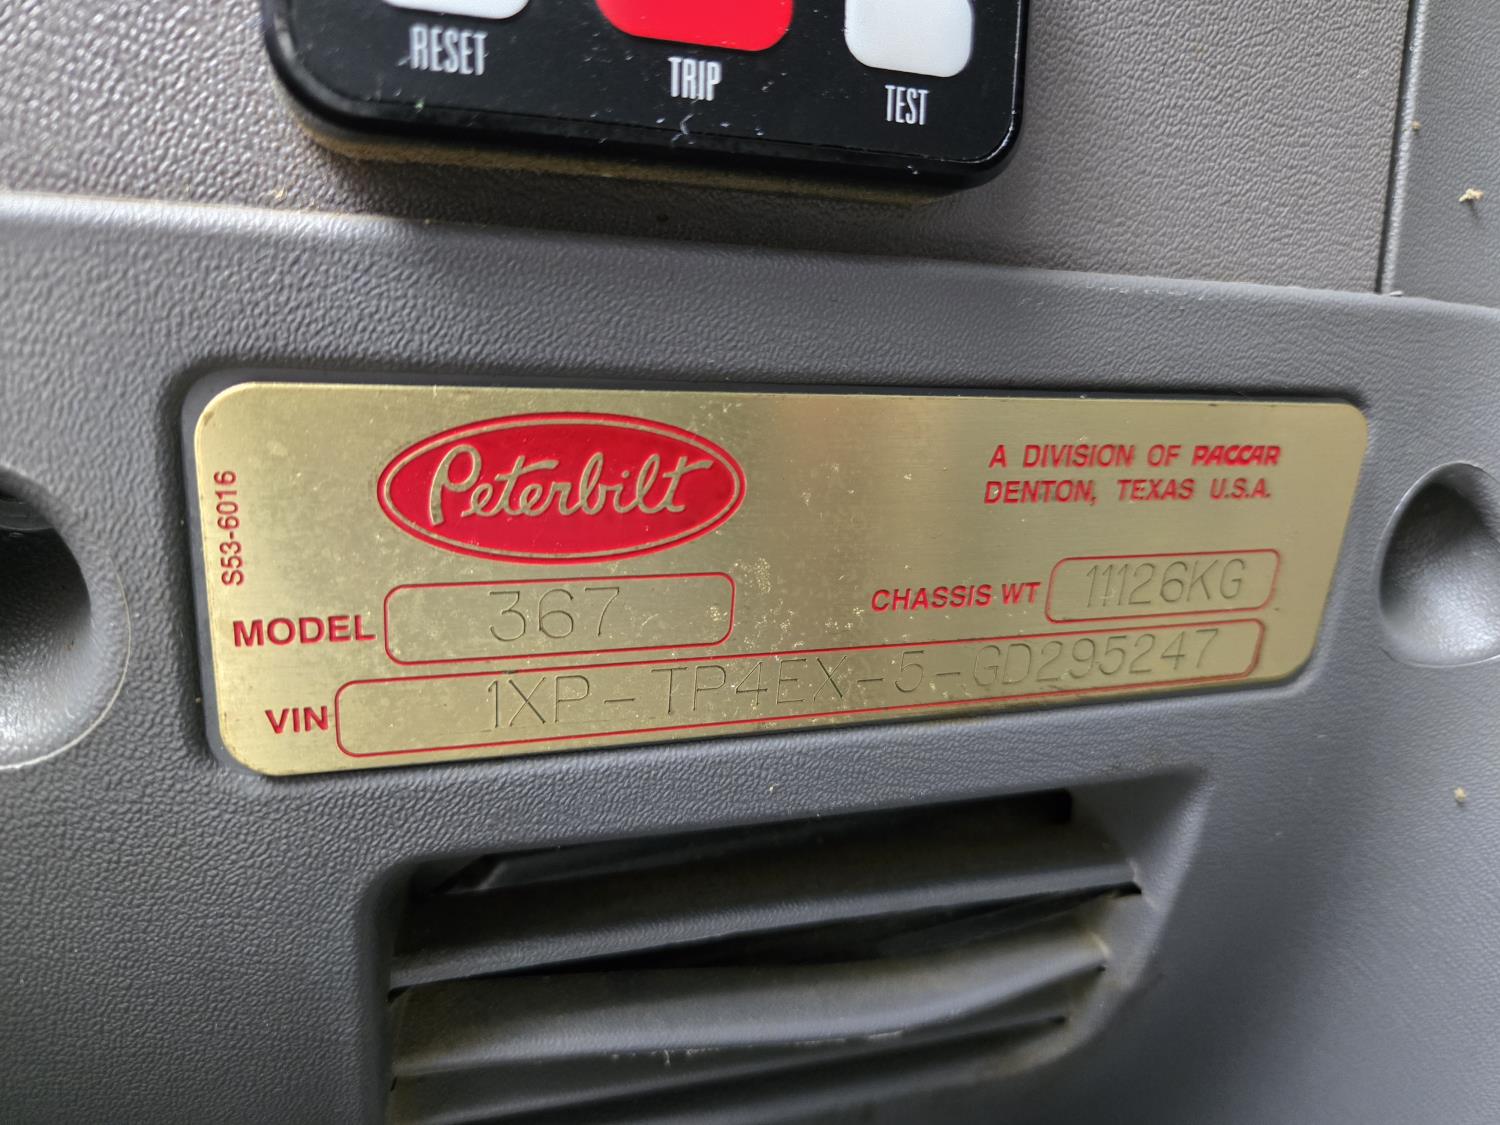 RESET
TRIP
TEST
S53-6016
Peterbilt
A DIVISION OF PACCAR
DENTON, TEXAS U.S.A.
MODEL 367
CHASSIS WT 11126KG
VIN 1XP-TP4EX-5-GD295247